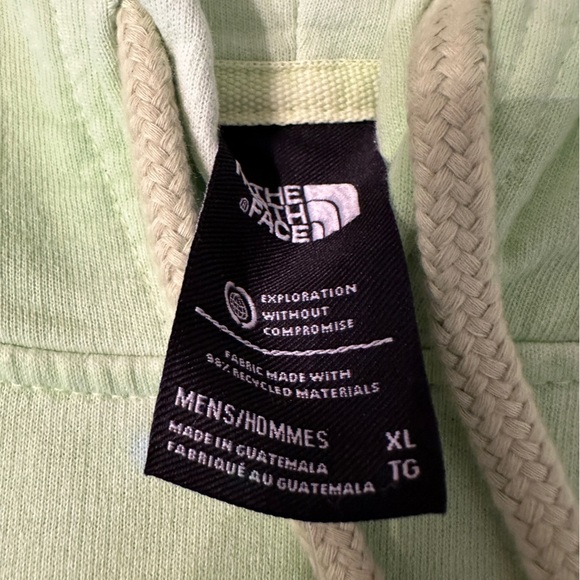 THE
NORTH
FACE
EXPLORATION
WITHOUT
COMPROMISE
FABRIC MADE WITH
96% RECYCLED MATERIALS
MENS/HOMMES XL
MADE IN GUATEMALA
FABRIQUÉ AU GUATEMALA TG